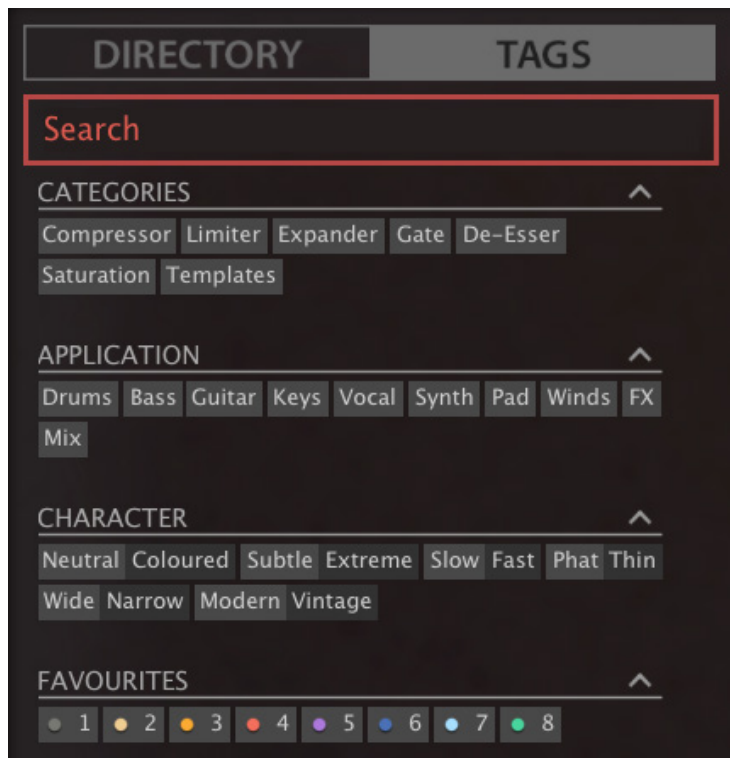 DIRECTORY TAGS
Search
CATEGORIES
Compressor Limiter Expander Gate De-Esser
Saturation Templates
APPLICATION
Drums Bass Guitar Keys Vocal Synth Pad Winds FX
Mix
CHARACTER
Neutral Coloured Subtle Extreme Slow Fast Phat Thin
Wide Narrow Modern Vintage
FAVOURITES
1 2 3 4 5 6 7 8